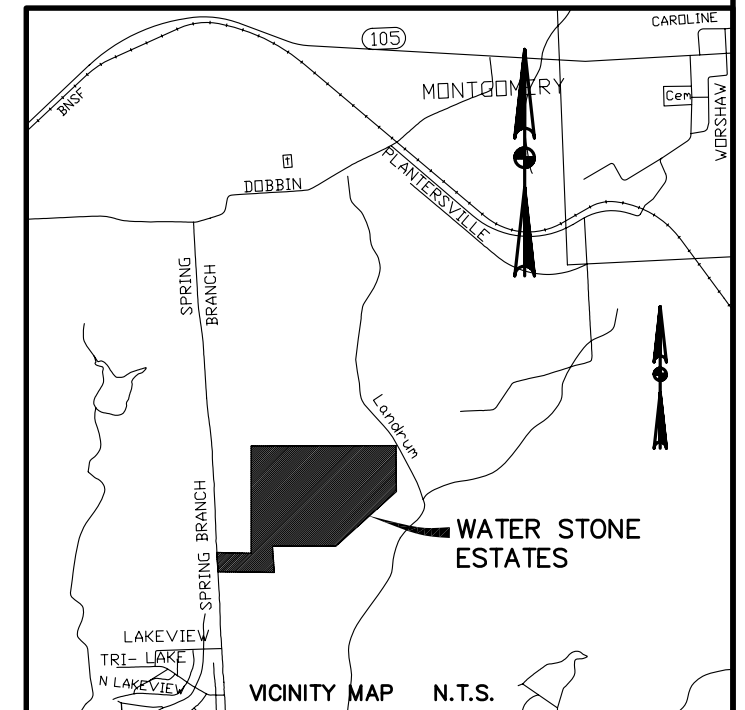 CAROLINE
105
MONTGOMERY
Cem
WORSHAW
BNSF
PLANTERSVILLE
DOBBIN
SPRING
BRANCH
Landrum
SPRING BRANCH
WATER STONE
ESTATES
LAKEVIEW
TRI- LAKE
N LAKEVIEW
VICINITY MAP N.T.S.